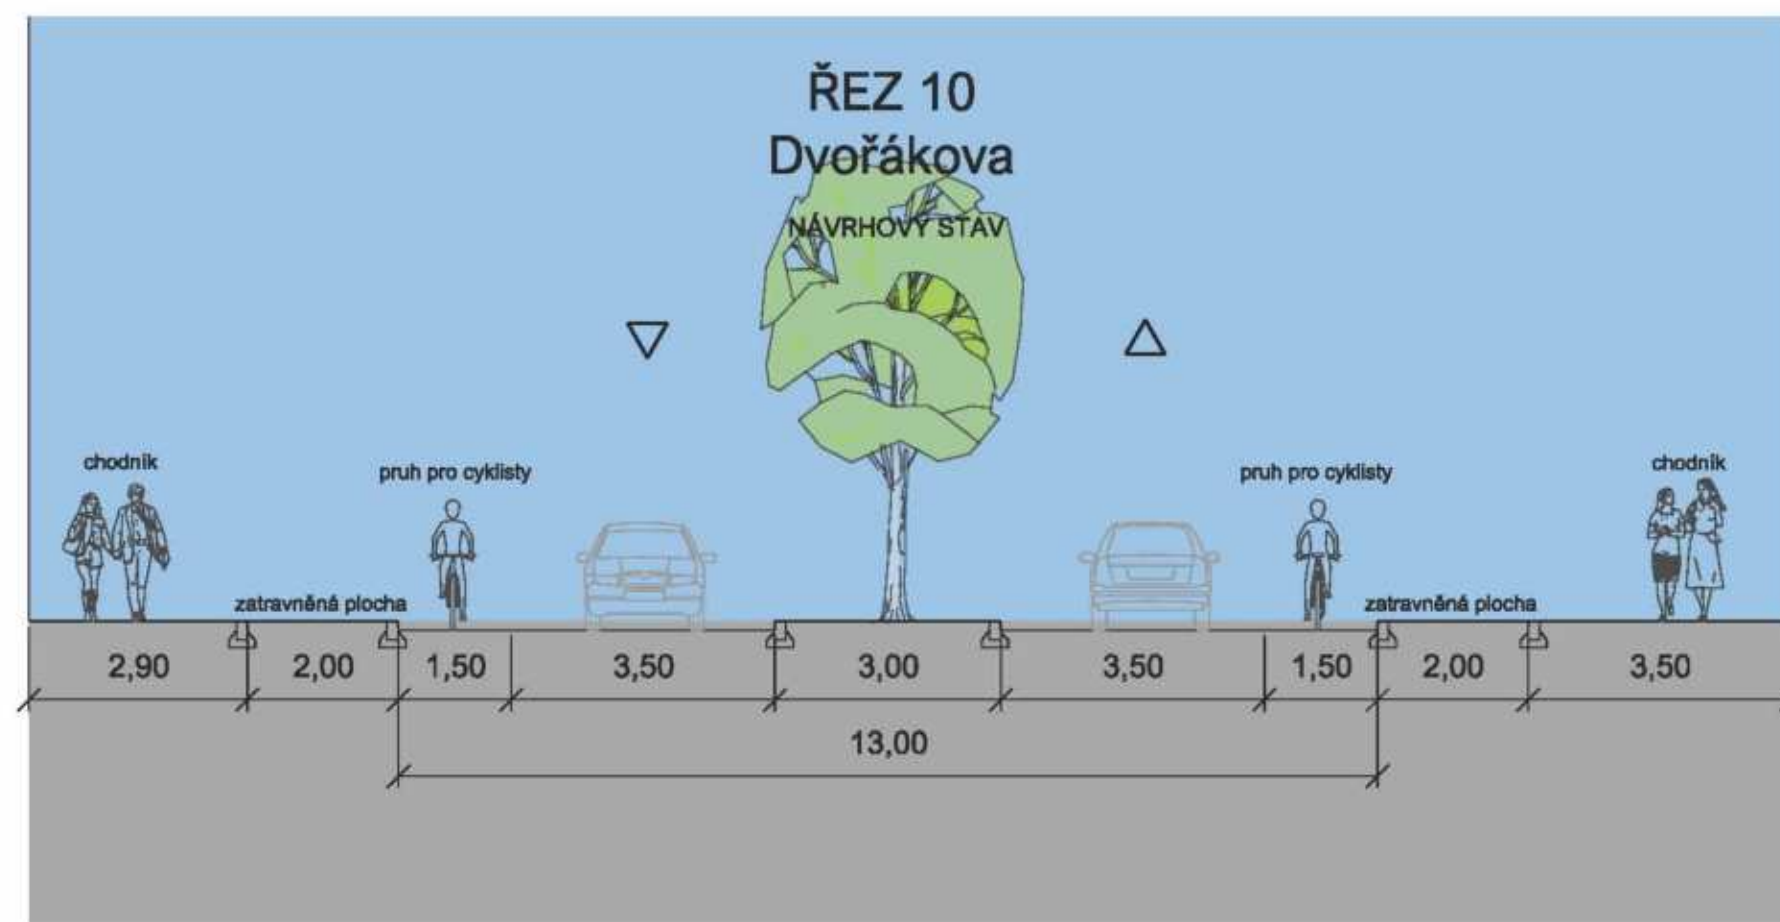 ŘEZ 10
Dvořákova
NÁVRHOVÝ STAV
chodník
pruh pro cyklisty
pruh pro cyklisty
chodník
zatravněná plocha
zatravněná plocha
2,90 2,00 1,50 3,50 3,00 3,50 1,50 2,00 3,50
13,00